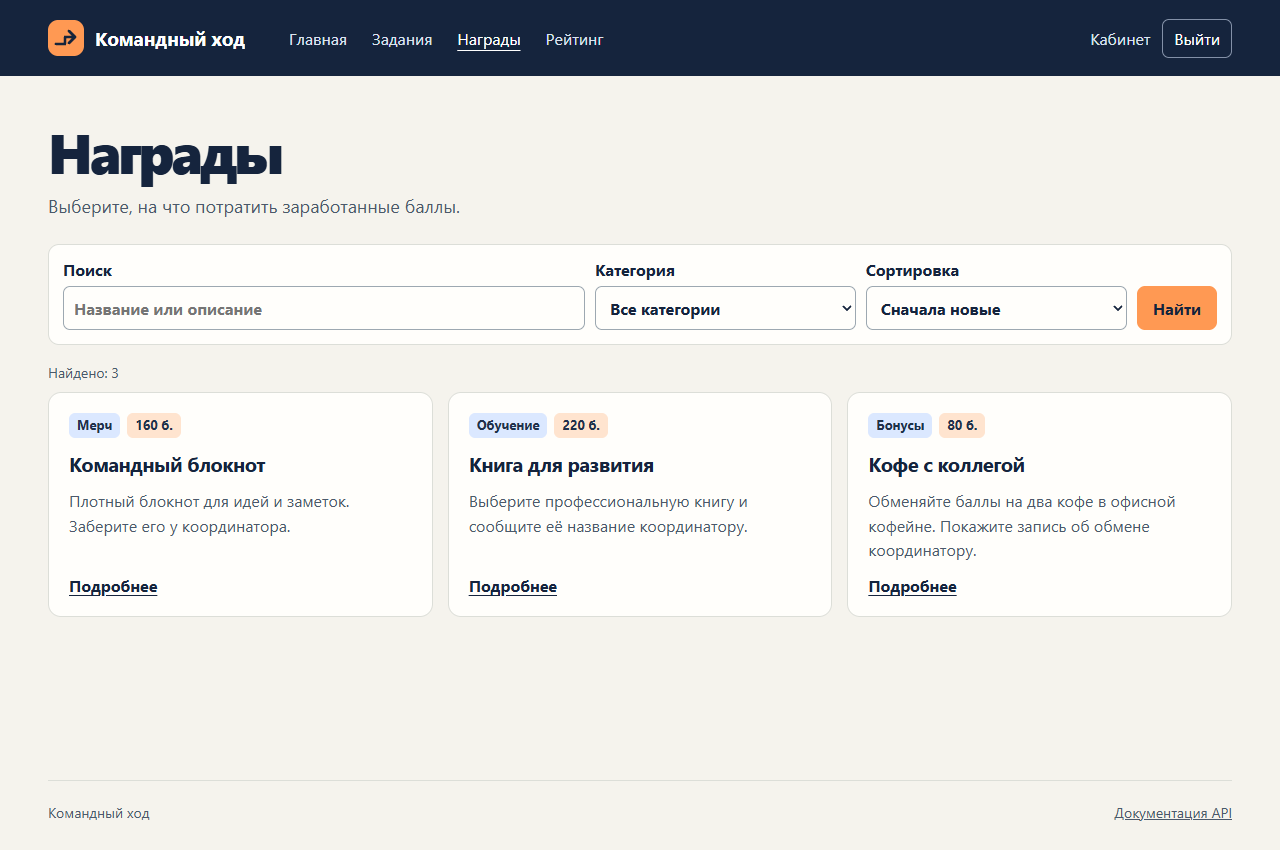 Командный ход
Главная
Задания
Награды
Рейтинг
Кабинет
Выйти
Награды
Выберите, на что потратить заработанные баллы.
Поиск
Название или описание
Категория
Все категории
Сортировка
Сначала новые
Найти
Найдено: 3
Мерч
160 б.
Командный блокнот
Плотный блокнот для идей и заметок.
Заберите его у координатора.
Подробнее
Обучение
220 б.
Книга для развития
Выберите профессиональную книгу и
сообщите её название координатору.
Подробнее
Бонусы
80 б.
Кофе с коллегой
Обменяйте баллы на два кофе в офисной
кофейне. Покажите запись об обмене
координатору.
Подробнее
Командный ход
Документация API